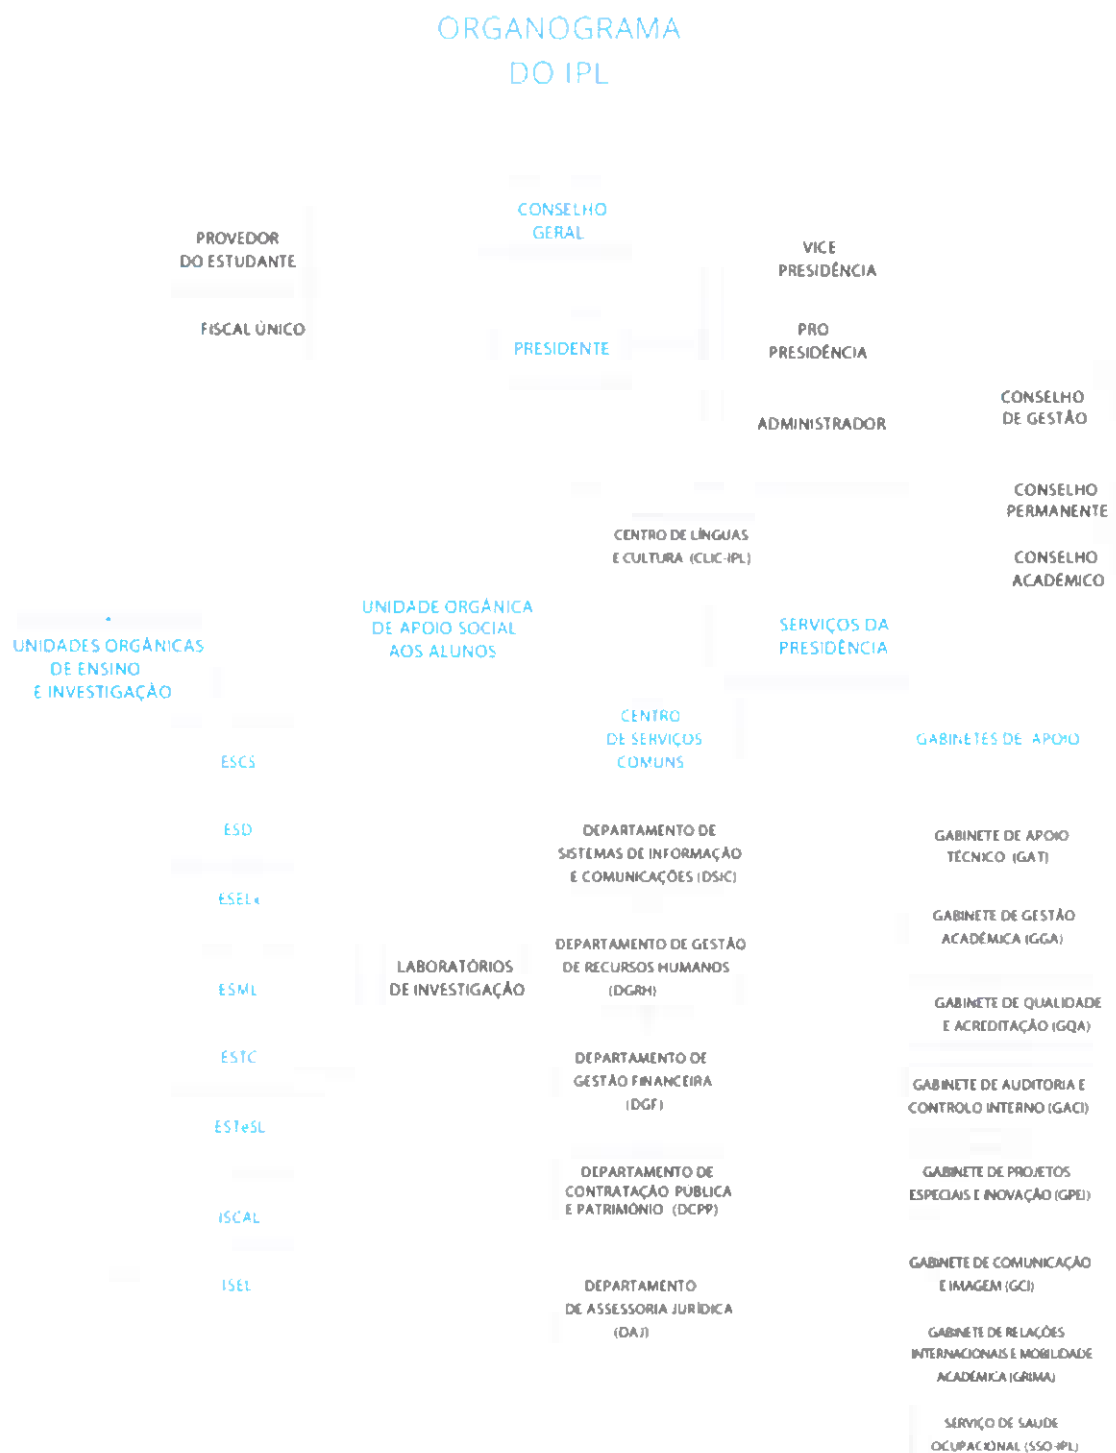 ORGANOGRAMA
DO IPL
CONSELHO
GERAL
PROVEDOR
DO ESTUDANTE
VICE
PRESIDÊNCIA
FISCAL ÚNICO
PRESIDENTE
PRO
PRESIDÊNCIA
ADMINISTRADOR
CONSELHO
DE GESTÃO
CONSELHO
PERMANENTE
CONSELHO
ACADÉMICO
CENTRO DE LÍNGUAS
E CULTURA (CLIC-IPL)
UNIDADES ORGÂNICAS
DE ENSINO
E INVESTIGAÇÃO
UNIDADE ORGÂNICA
DE APOIO SOCIAL
AOS ALUNOS
SERVIÇOS DA
PRESIDÊNCIA
ESCS
ESD
ESELx
ESML
ESTC
ESTeSL
ISCAL
ISEL
LABORATÓRIOS
DE INVESTIGAÇÃO
CENTRO
DE SERVIÇOS
COMUNS
DEPARTAMENTO DE
SISTEMAS DE INFORMAÇÃO
E COMUNICAÇÕES (DSIC)
DEPARTAMENTO DE GESTÃO
DE RECURSOS HUMANOS
(DGRH)
DEPARTAMENTO DE
GESTÃO FINANCEIRA
(DGF)
DEPARTAMENTO DE
CONTRATAÇÃO PÚBLICA
E PATRIMÓNIO (DCPP)
DEPARTAMENTO
DE ASSESSORIA JURÍDICA
(DAJ)
GABINETES DE APOIO
GABINETE DE APOIO
TÉCNICO (GAT)
GABINETE DE GESTÃO
ACADÉMICA (GGA)
GABINETE DE QUALIDADE
E ACREDITAÇÃO (GQA)
GABINETE DE AUDITORIA E
CONTROLO INTERNO (GACI)
GABINETE DE PROJETOS
ESPECIAIS E INOVAÇÃO (GPEI)
GABINETE DE COMUNICAÇÃO
E IMAGEM (GCI)
GABINETE DE RELAÇÕES
INTERNACIONAIS E MOBILIDADE
ACADÉMICA (GRIMA)
SERVIÇO DE SAÚDE
OCUPACIONAL (SSO-IPL)